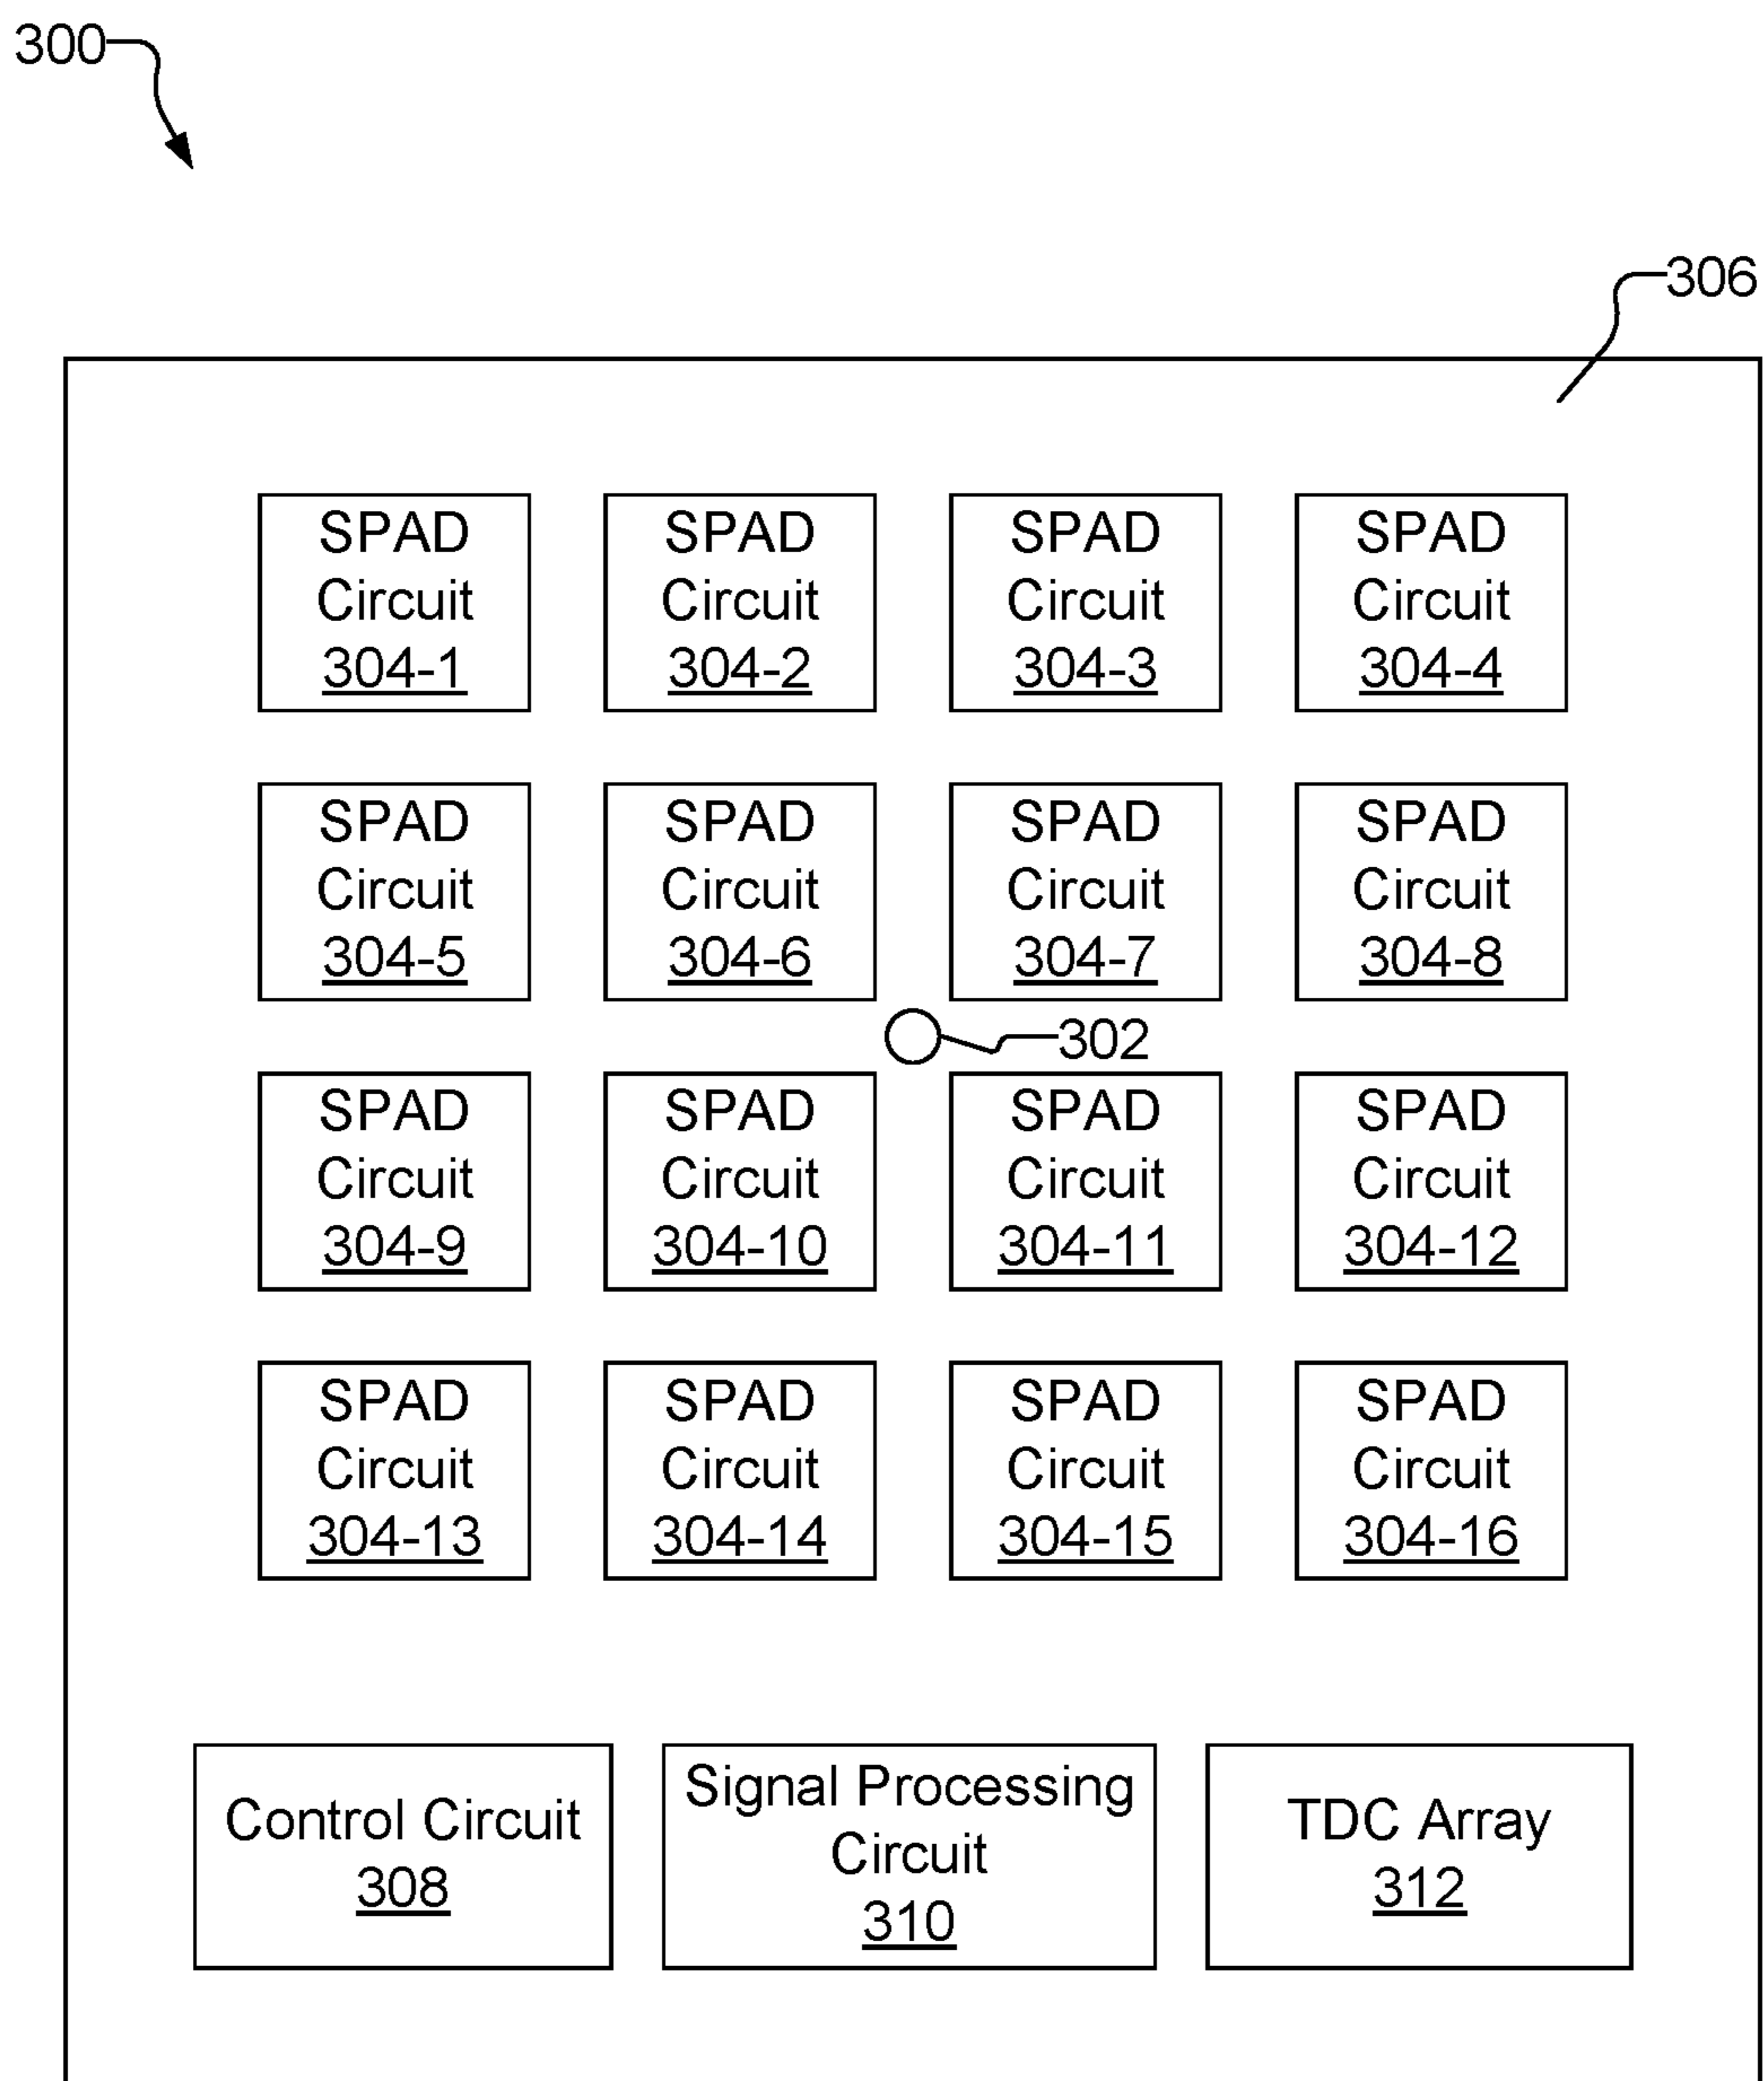 300
306
SPAD
Circuit
304-1
SPAD
Circuit
304-2
SPAD
Circuit
304-3
SPAD
Circuit
304-4
SPAD
Circuit
304-5
SPAD
Circuit
304-6
SPAD
Circuit
304-7
SPAD
Circuit
304-8
302
SPAD
Circuit
304-9
SPAD
Circuit
304-10
SPAD
Circuit
304-11
SPAD
Circuit
304-12
SPAD
Circuit
304-13
SPAD
Circuit
304-14
SPAD
Circuit
304-15
SPAD
Circuit
304-16
Control Circuit
308
Signal Processing
Circuit
310
TDC Array
312